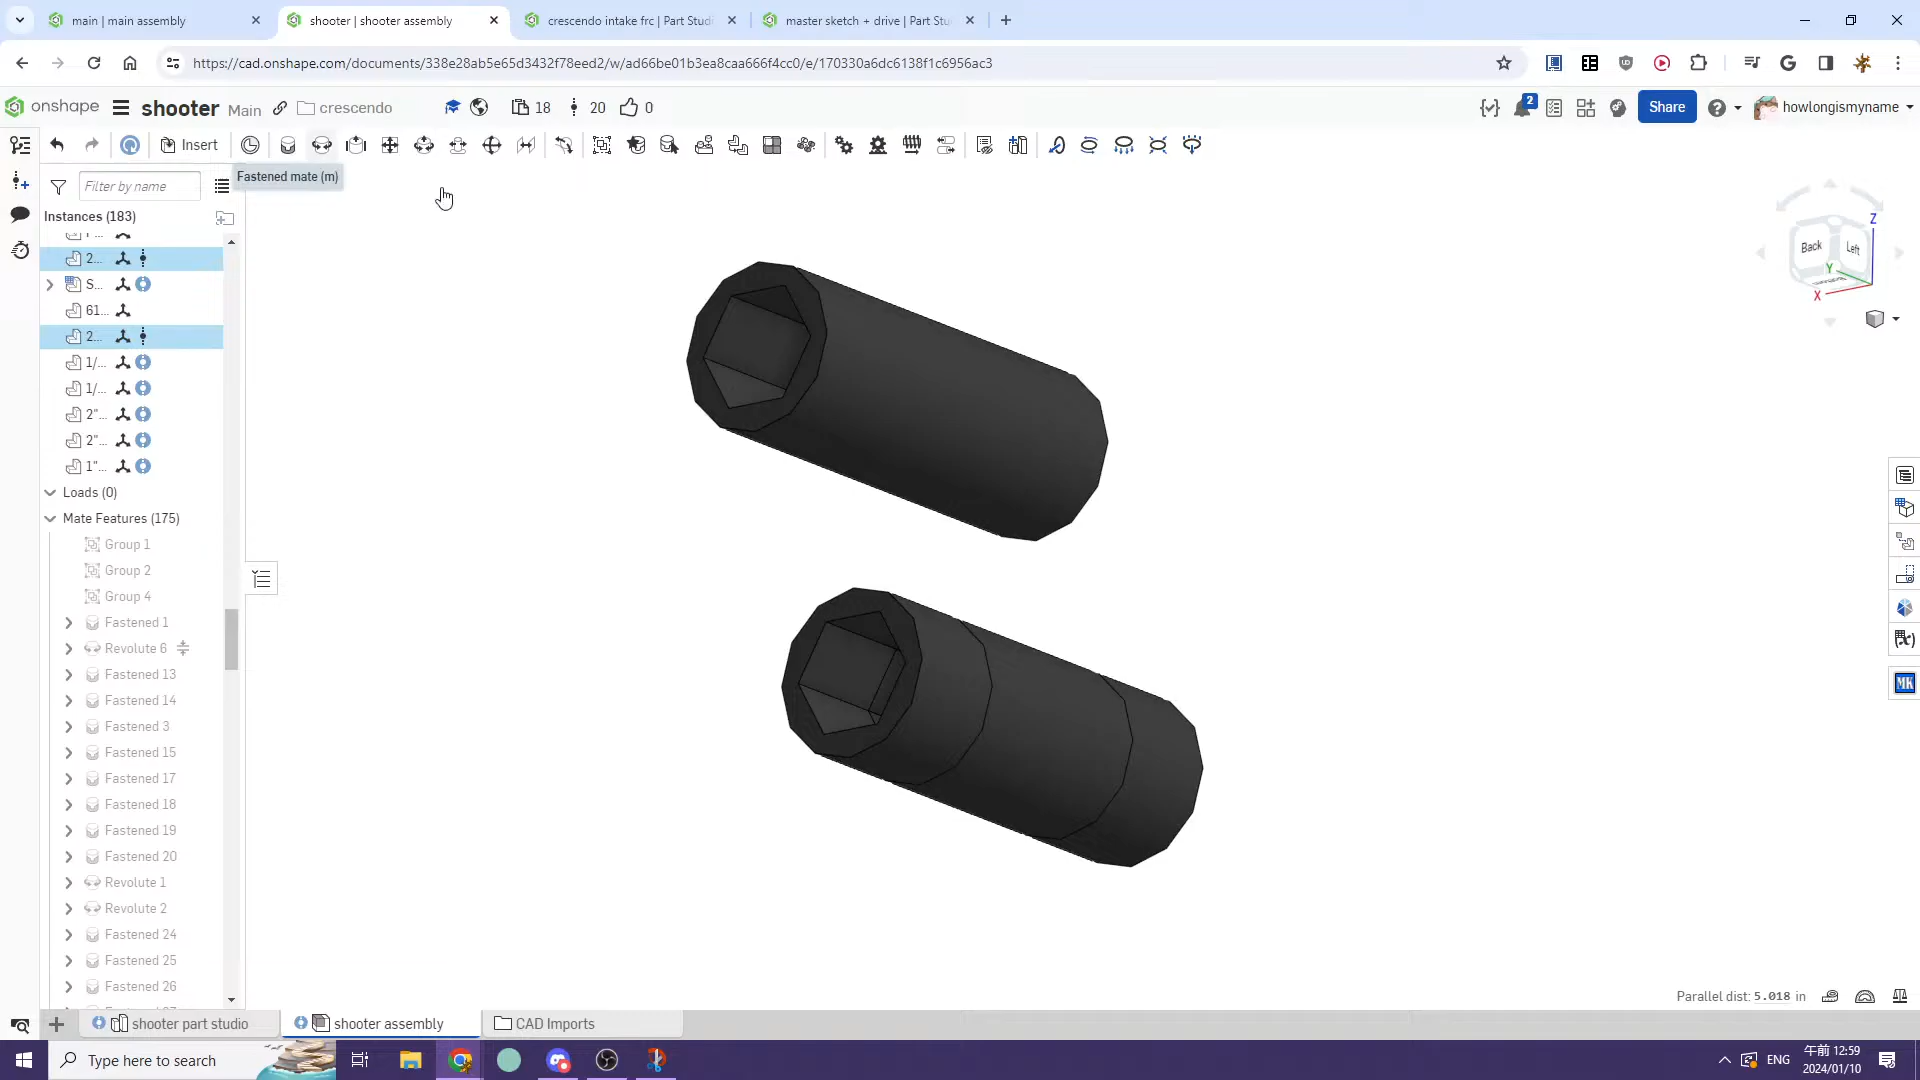 main | main assembly
shooter | shooter assembly
crescendo intake frc | Part Studi
master sketch + drive | Part Stu
https://cad.onshape.com/documents/338e28ab5e65d3432f78eed2/w/ad66be01b3ea8caa666f4cc0/e/170330a6dc6138f1c6956ac3
onshape
shooter Main
crescendo
18
20
0
2
Share
howlongismyname
Insert
Filter by name
Fastened mate (m)
Instances (183)
2...
S...
61...
2...
1/...
1/...
2"...
2"...
1"...
Loads (0)
Mate Features (175)
Group 1
Group 2
Group 4
Fastened 1
Revolute 6
Fastened 13
Fastened 14
Fastened 3
Fastened 15
Fastened 17
Fastened 18
Fastened 19
Fastened 20
Revolute 1
Revolute 2
Fastened 24
Fastened 25
Fastened 26
Z
Back
Left
Y
X
(x)
MK
Parallel dist: 5.018 in
shooter part studio
shooter assembly
CAD Imports
Type here to search
ENG
午前 12:59
2024/01/10